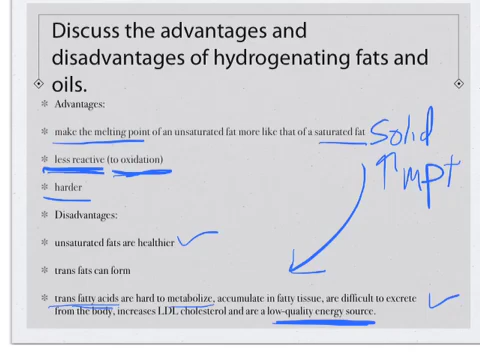 Discuss the advantages and
disadvantages of hydrogenating fats and
oils.
Advantages:
make the melting point of an unsaturated fat more like that of a saturated fat
Solid
↑mpt
less reactive (to oxidation)
harder
Disadvantages:
unsaturated fats are healthier
trans fats can form
trans fatty acids are hard to metabolize, accumulate in fatty tissue, are difficult to excrete
from the body, increases LDL cholesterol and are a low-quality energy source.